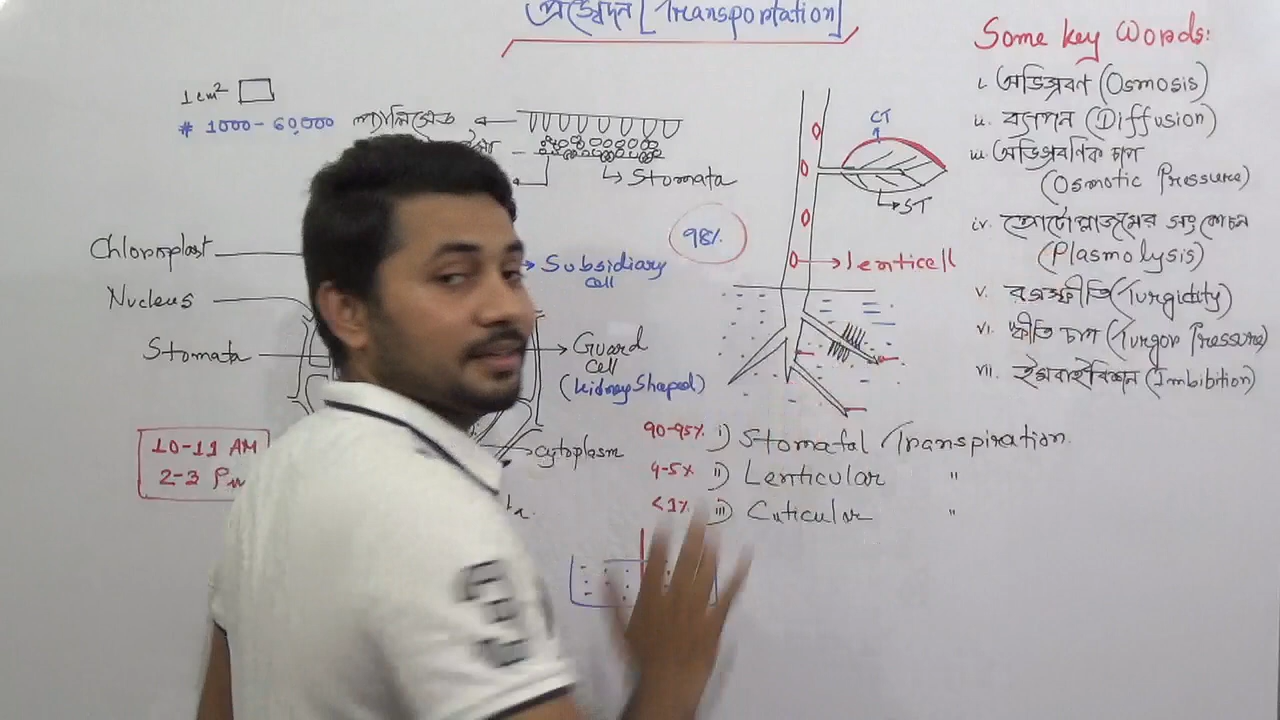 প্রস্বেদন [Transportation]
1 cm²
# 1000 - 60,000
Stomata
Chloroplast
Nucleus
Stomata
Subsidiary
cell
Guard
cell
(kidney Shaped)
cytoplasm
10-11 AM
2-3 Pm
98%
CT
ST
lenticell
90-95% i) Stomatal Transpiration
4-5% ii) Lenticular "
<1% iii) Cuticular "
Some key Words:
i. অভিস্রবণ (Osmosis)
ii. ব্যাপন (Diffusion)
iii. অভিস্রবণিক চাপ
(Osmotic Pressure)
iv. প্রোটোপ্লাজমের সংকোচন
(Plasmolysis)
v. রসস্ফীতি (Turgidity)
vi. স্ফীতি চাপ (Turgor Pressure)
vii. ইমবাইবিশন (Imbibition)